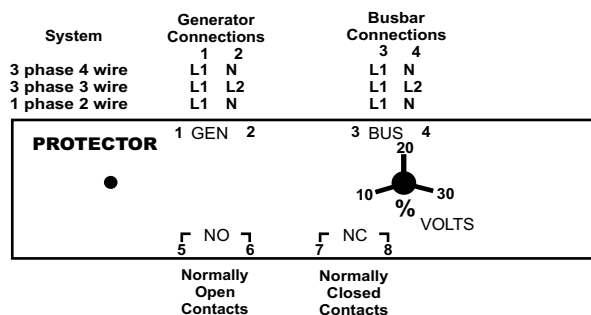 System Generator Connections Busbar Connections
1 2 3 4
3 phase 4 wire L1 N L1 N
3 phase 3 wire L1 L2 L1 L2
1 phase 2 wire L1 N L1 N
PROTECTOR 1 GEN 2 3 BUS 4
20
10 30
%
VOLTS
NO NC
5 6 7 8
Normally Open Contacts Normally Closed Contacts